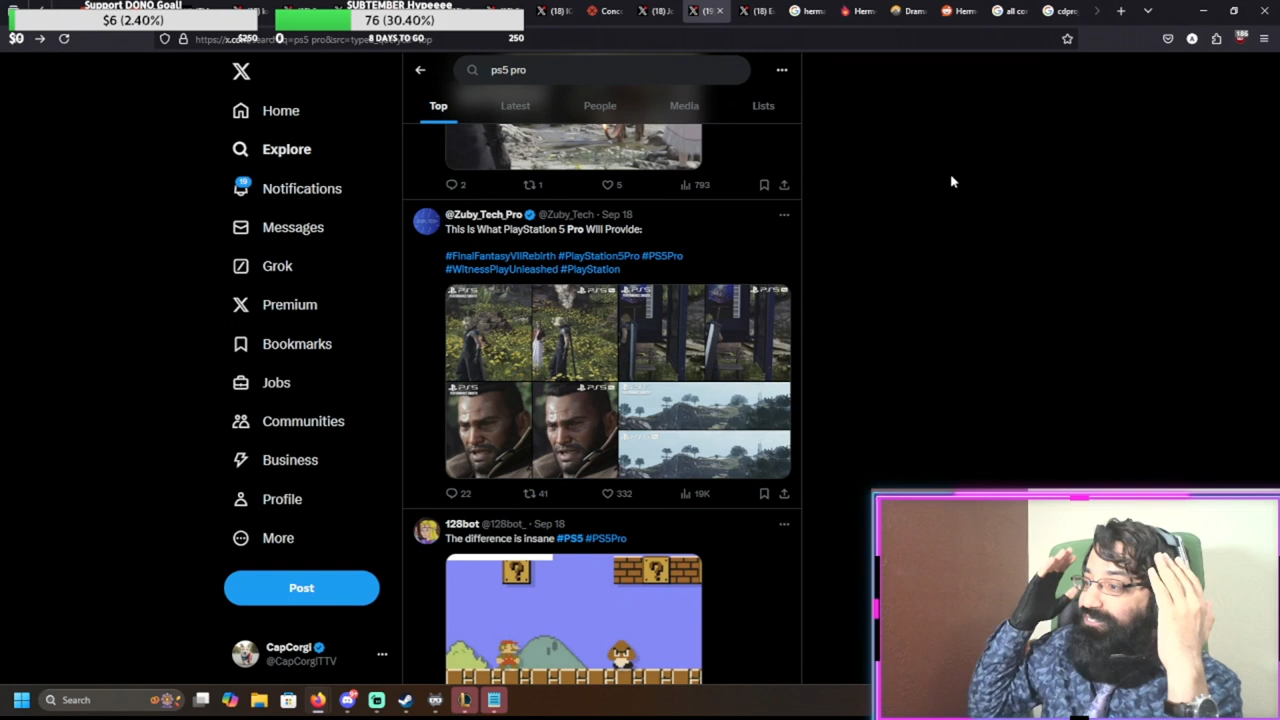 Support DONO Goal!
$6 (2.40%)
$0
$250
SUBTEMBER Hypeeee
76 (30.40%)
0
8 DAYS TO GO
250
186
ps5 pro
Top
Latest
People
Media
Lists
Home
Explore
19
Notifications
Messages
Grok
Premium
Bookmarks
Jobs
Communities
Business
Profile
More
Post
CapCorgi
@CapCorgiTTV
2
1
5
793
@Zuby_Tech_Pro @Zuby_Tech · Sep 18
This Is What PlayStation 5 Pro Will Provide:
#FinalFantasyVIIRebirth #PlayStation5Pro #PS5Pro
#WitnessPlayUnleashed #PlayStation
22
41
332
19K
128bot @128bot_ · Sep 18
The difference is insane #PS5 #PS5Pro
Search